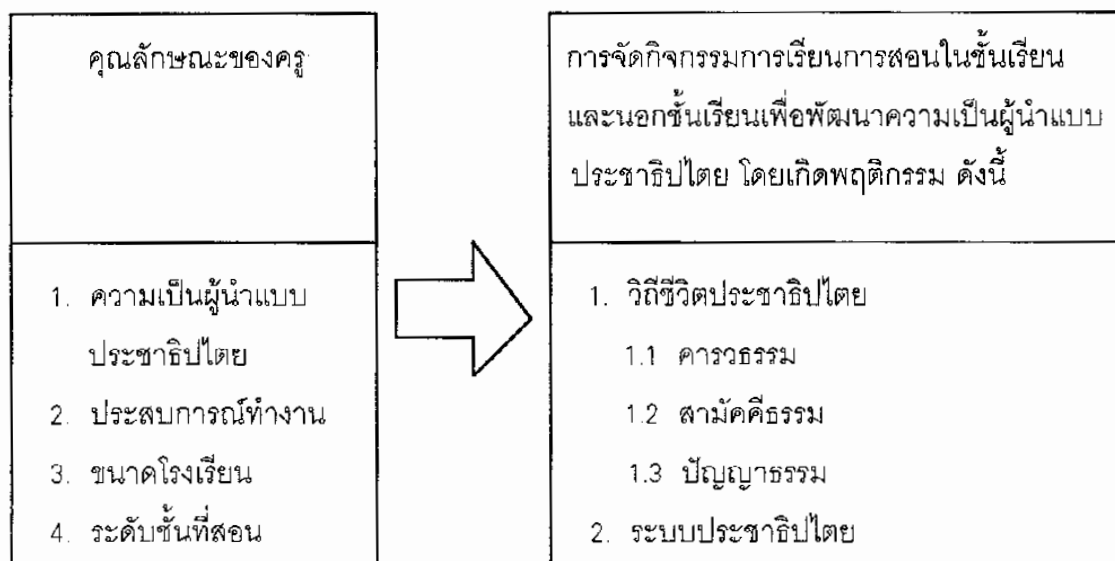 คุณลักษณะของครู
การจัดกิจกรรมการเรียนการสอนในชั้นเรียน
และนอกชั้นเรียนเพื่อพัฒนาความเป็นผู้นำแบบ
ประชาธิปไตย โดยเกิดพฤติกรรม ดังนี้
1. ความเป็นผู้นำแบบ
ประชาธิปไตย
2. ประสบการณ์ทำงาน
3. ขนาดโรงเรียน
4. ระดับชั้นที่สอน
1. วิถีชีวิตประชาธิปไตย
1.1 คารวธรรม
1.2 สามัคคีธรรม
1.3 ปัญญาธรรม
2. ระบบประชาธิปไตย